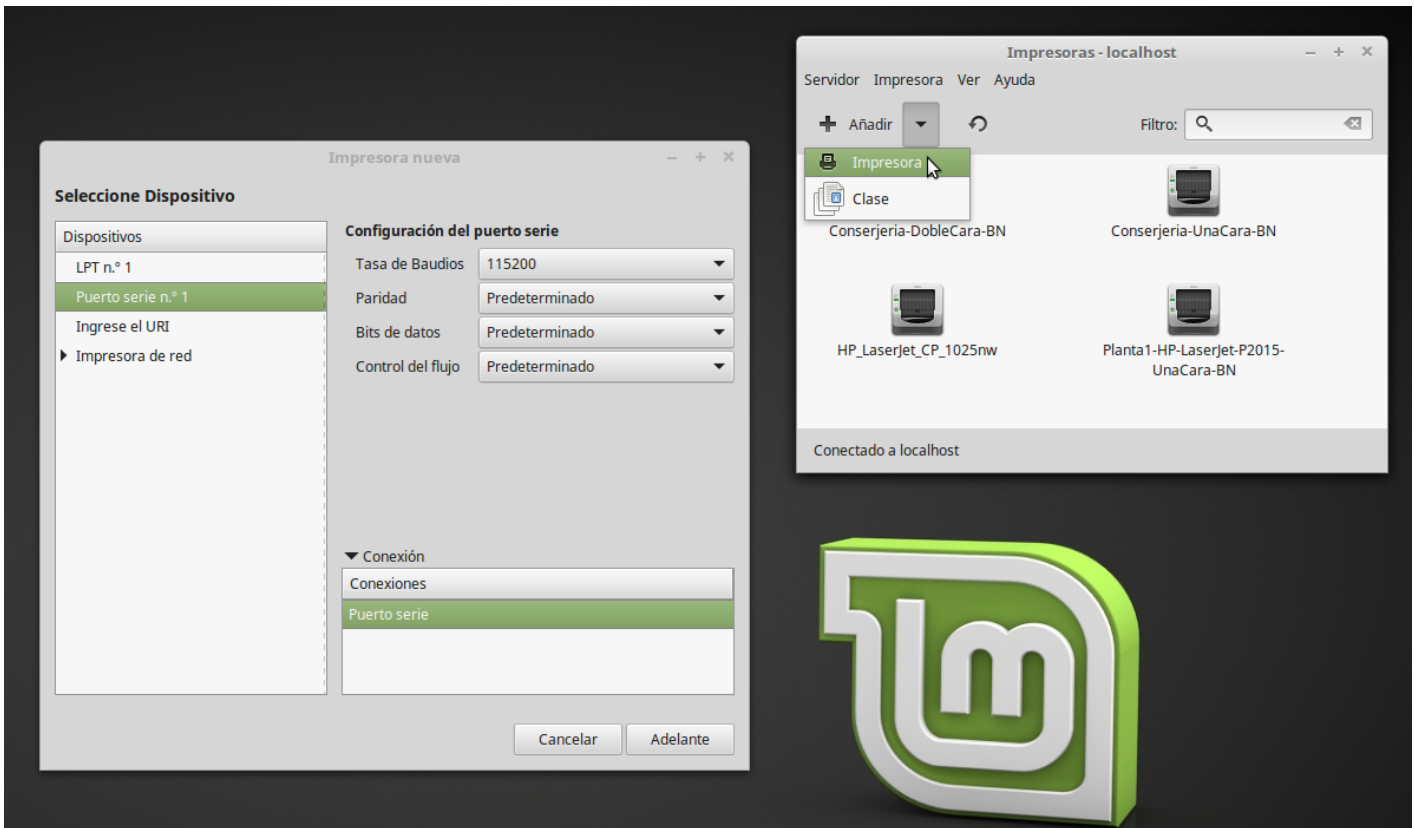 Impresoras - localhost
Servidor Impresora Ver Ayuda
Añadir
Filtro:
Impresora
Clase
Conserjeria-DobleCara-BN
Conserjeria-UnaCara-BN
HP_LaserJet_CP_1025nw
Planta1-HP-LaserJet-P2015-
UnaCara-BN
Conectado a localhost
Impresora nueva
Seleccione Dispositivo
Dispositivos
LPT n.º 1
Puerto serie n.º 1
Ingrese el URI
Impresora de red
Configuración del puerto serie
Tasa de Baudios 115200
Paridad Predeterminado
Bits de datos Predeterminado
Control del flujo Predeterminado
Conexión
Conexiones
Puerto serie
Cancelar Adelante